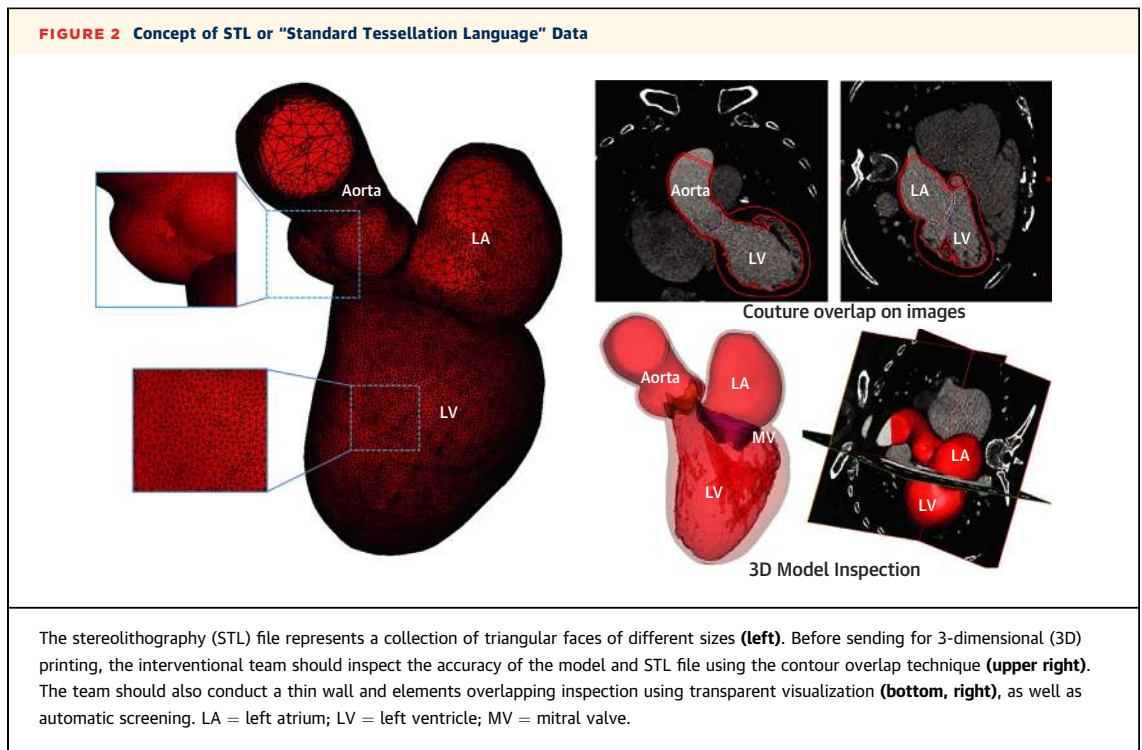 FIGURE 2 Concept of STL or “Standard Tessellation Language” Data
Aorta
LA
LV
Aorta
LV
LA
LV
Couture overlap on images
Aorta
LA
MV
LV
LA
LV
3D Model Inspection
The stereolithography (STL) file represents a collection of triangular faces of different sizes (left). Before sending for 3-dimensional (3D)
printing, the interventional team should inspect the accuracy of the model and STL file using the contour overlap technique (upper right).
The team should also conduct a thin wall and elements overlapping inspection using transparent visualization (bottom, right), as well as
automatic screening. LA = left atrium; LV = left ventricle; MV = mitral valve.